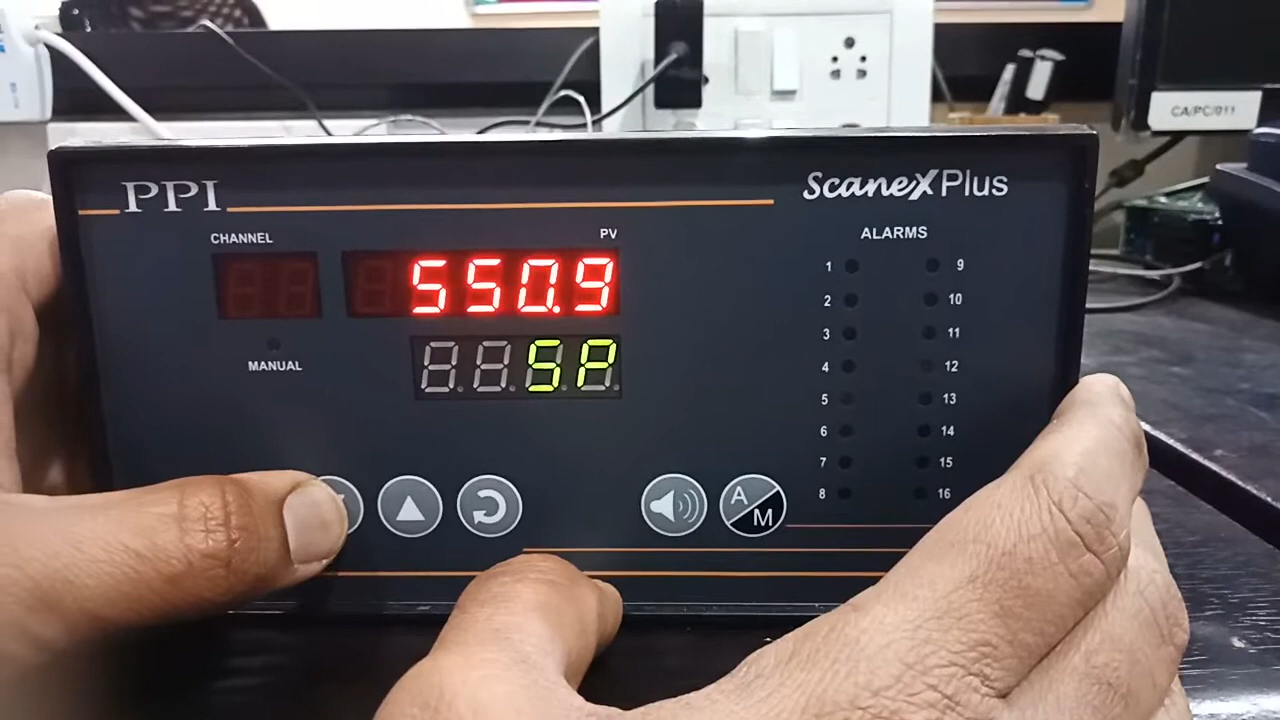 CA/PC/011
PPI
ScanexPlus
CHANNEL
PV
ALARMS
550.9
SP
MANUAL
1 9
2 10
3 11
4 12
5 13
6 14
7 15
8 16
A
M